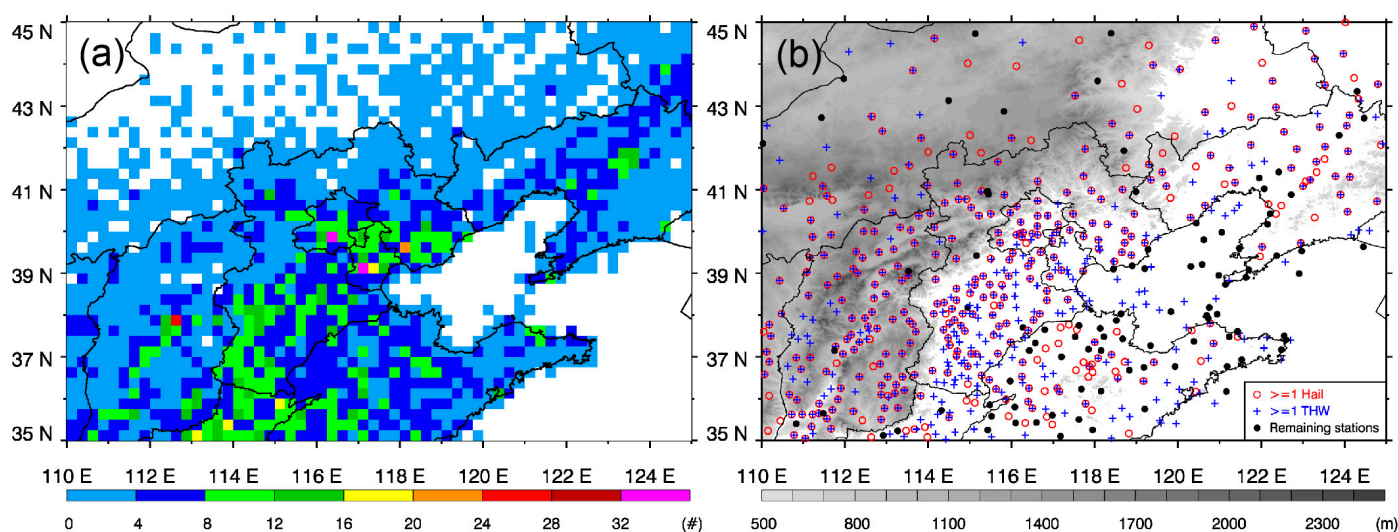 (a)
45 N
43 N
41 N
39 N
37 N
35 N
110 E 112 E 114 E 116 E 118 E 120 E 122 E 124 E
0 4 8 12 16 20 24 28 32 (#)
(b)
45 N
43 N
41 N
39 N
37 N
35 N
>=1 Hail
>=1 THW
Remaining stations
110 E 112 E 114 E 116 E 118 E 120 E 122 E 124 E
500 800 1100 1400 1700 2000 2300 (m)